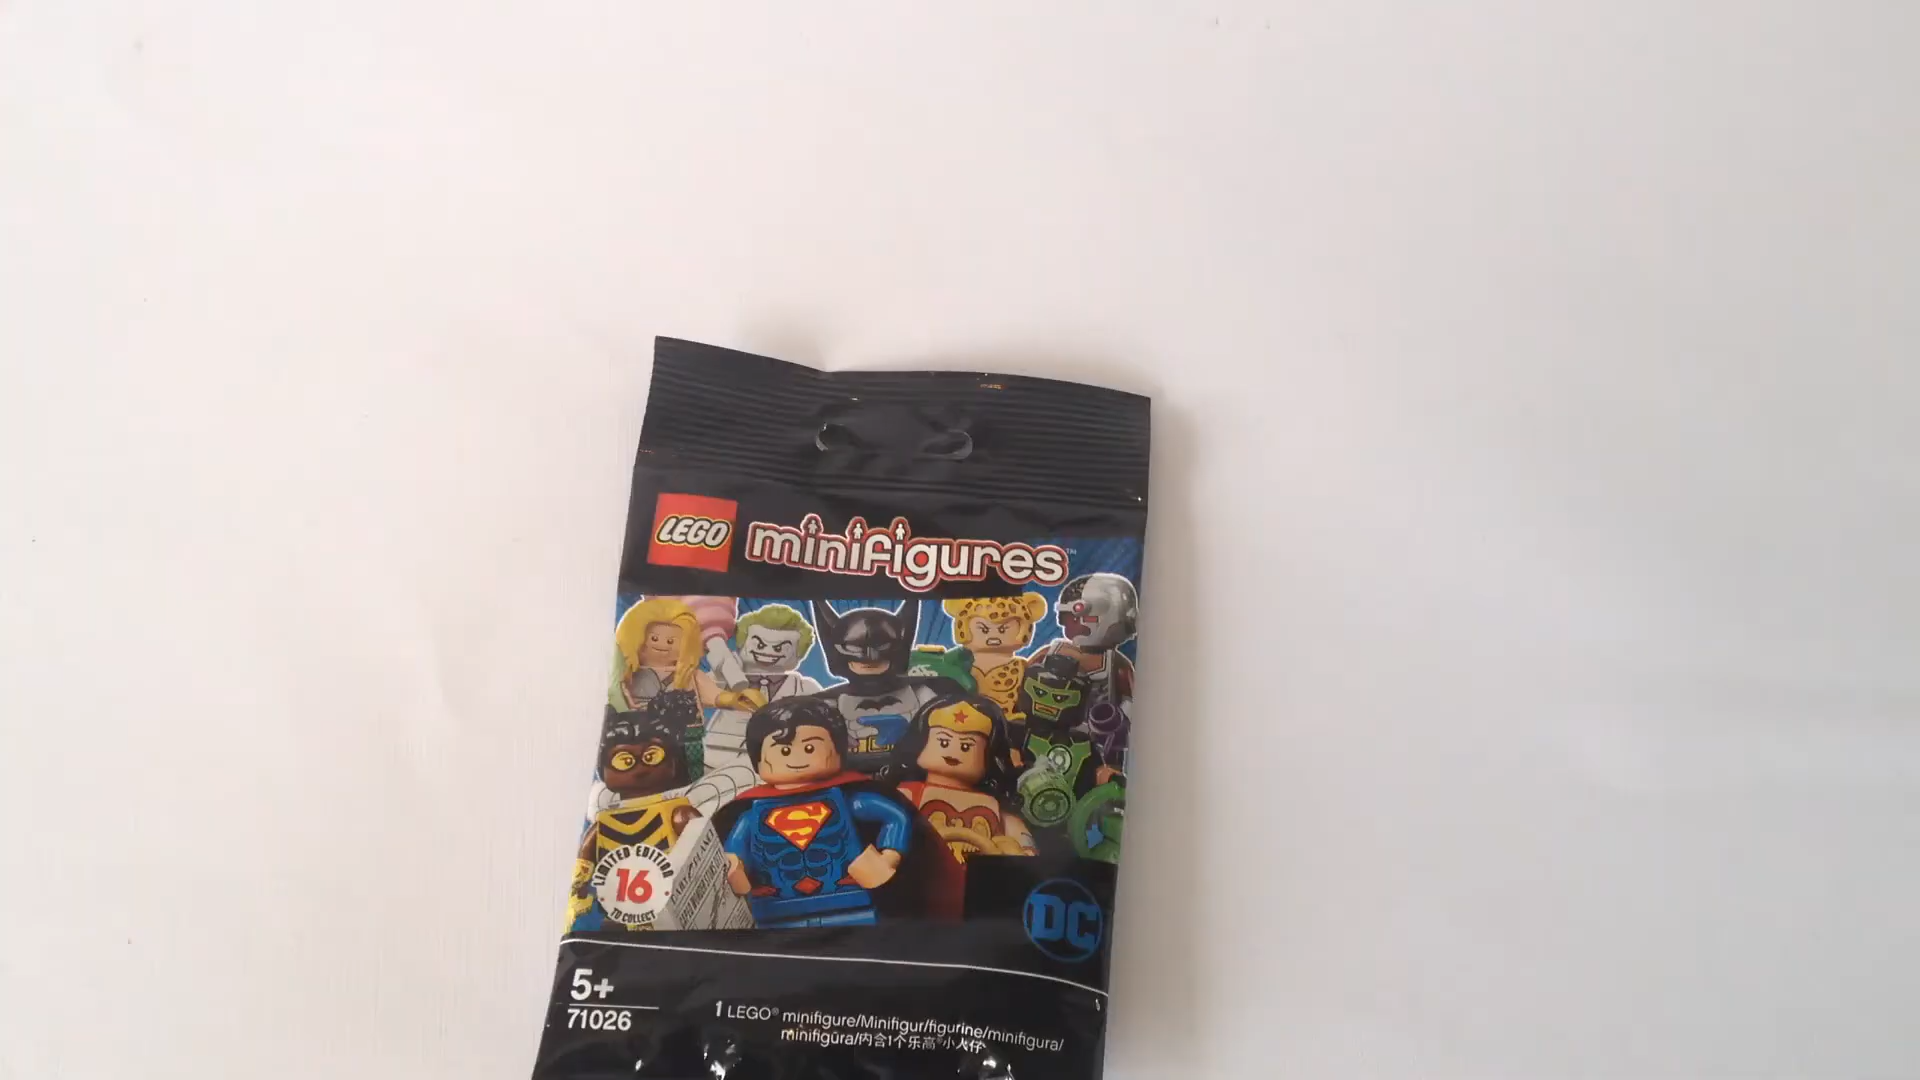 LEGO minifigures™
LIMITED EDITION
16
TO COLLECT
DC
5+
71026
1 LEGO® minifigure/Minifigur/figurine/minifigura/
minifigūra/内含1个乐高®小人仔